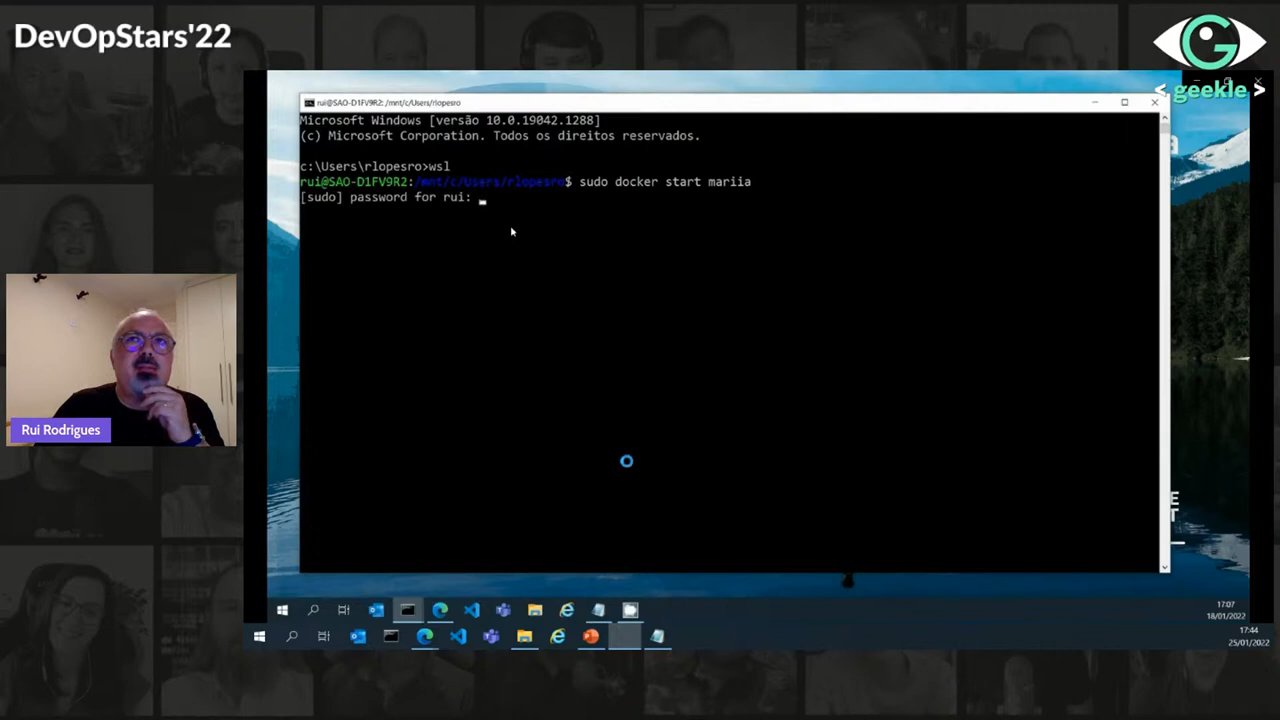 DevOpStars'22
< geekle >
rui@SAO-D1FV9R2: /mnt/c/Users/rlopesro
Microsoft Windows [versão 10.0.19042.1288]
(c) Microsoft Corporation. Todos os direitos reservados.
c:\Users\rlopesro>wsl
rui@SAO-D1FV9R2:/mnt/c/Users/rlopesro$ sudo docker start mariia
[sudo] password for rui:
Rui Rodrigues
E
T
17:07
18/01/2022
17:44
25/01/2022